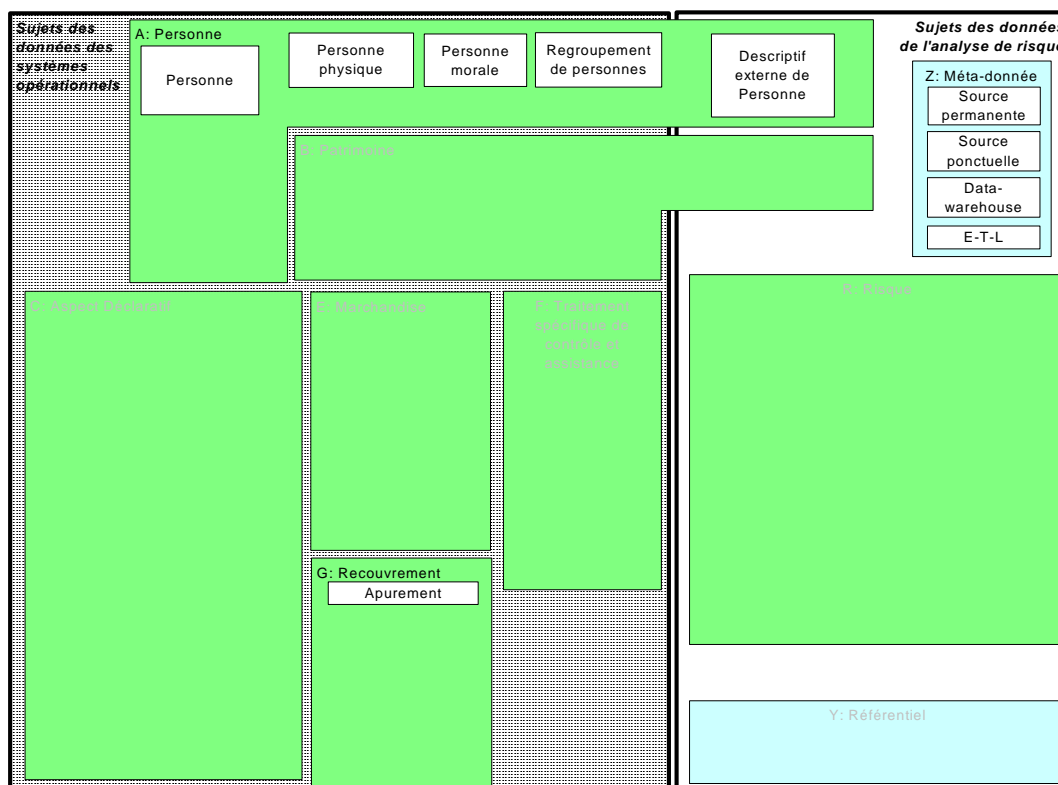 Sujets des
données des
systèmes
opérationnels
A: Personne
Personne
Personne
physique
Personne
morale
Regroupement
de personnes
Descriptif
externe de
Personne
B: Patrimoine
C: Aspect Déclaratif
E: Marchandise
F: Traitement
spécifique de
contrôle et
assistance
G: Recouvrement
Apurement
Sujets des données
de l'analyse de risque
Z: Méta-donnée
Source
permanente
Source
ponctuelle
Data-
warehouse
E-T-L
R: Risque
Y: Référentiel